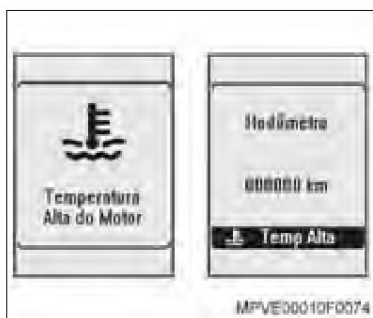 Temperatura
Alta do Motor
Hodômetro
000000 km
Temp Alta
MPVE00010F0074